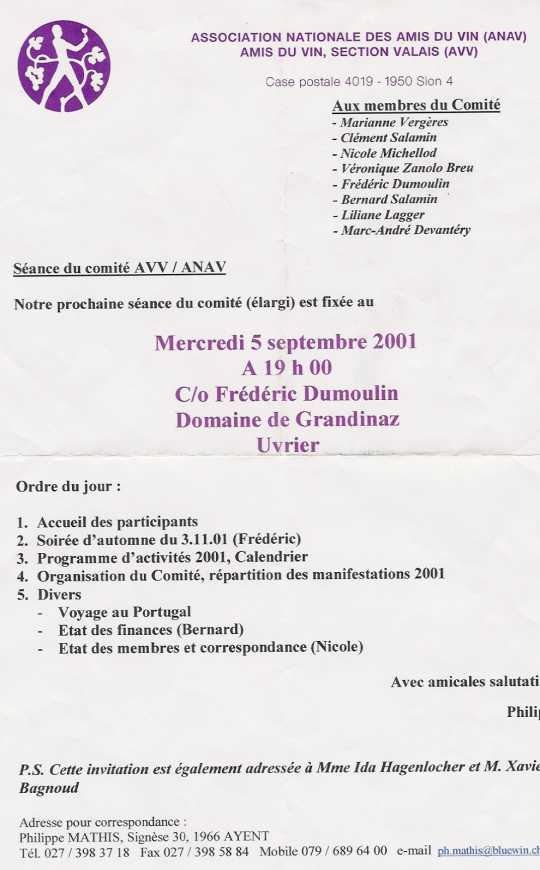 ASSOCIATION NATIONALE DES AMIS DU VIN (ANAV)
AMIS DU VIN, SECTION VALAIS (AVV)
Case postale 4019 - 1950 Sion 4
Aux membres du Comité
- Marianne Vergères
- Clément Salamin
- Nicole Michellod
- Véronique Zanolo Breu
- Frédéric Dumoulin
- Bernard Salamin
- Liliane Lagger
- Marc-André Devantéry
Séance du comité AVV / ANAV
Notre prochaine séance du comité (élargi) est fixée au
Mercredi 5 septembre 2001
A 19 h 00
C/o Frédéric Dumoulin
Domaine de Grandinaz
Uvrier
Ordre du jour :
1. Accueil des participants
2. Soirée d'automne du 3.11.01 (Frédéric)
3. Programme d'activités 2001, Calendrier
4. Organisation du Comité, répartition des manifestations 2001
5. Divers
- Voyage au Portugal
- Etat des finances (Bernard)
- Etat des membres et correspondance (Nicole)
Avec amicales salutati
Philip
P.S. Cette invitation est également adressée à Mme Ida Hagenlocher et M. Xavie
Bagnoud
Adresse pour correspondance :
Philippe MATHIS, Signèse 30, 1966 AYENT
Tél. 027 / 398 37 18 Fax 027 / 398 58 84 Mobile 079 / 689 64 00 e-mail ph.mathis@bluewin.ch